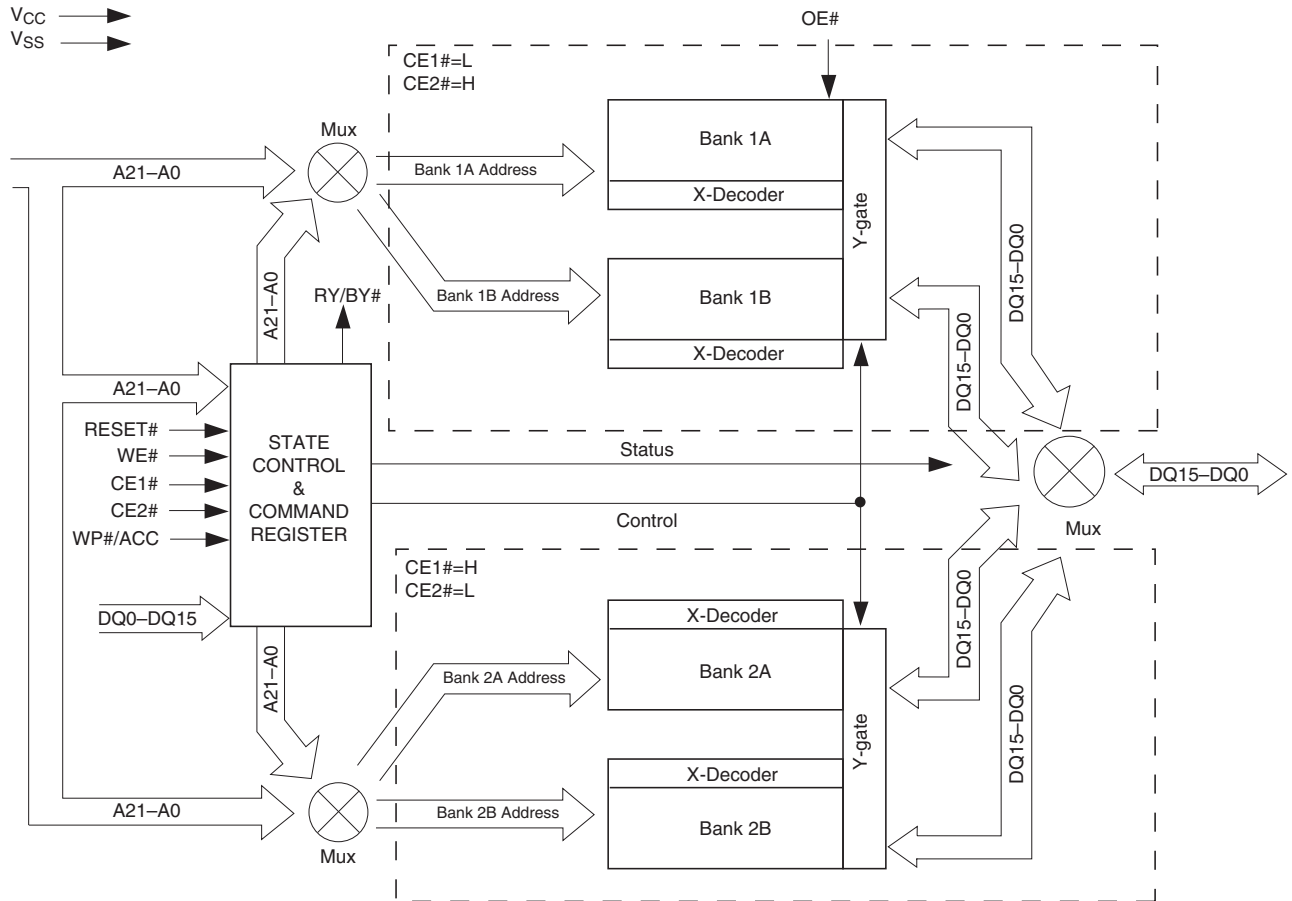 VCC
VSS
OE#
CE1#=L
CE2#=H
Mux
A21–A0
Bank 1A Address
Bank 1A
X-Decoder
Y-gate
DQ15–DQ0
A21–A0
RY/BY#
Bank 1B Address
Bank 1B
X-Decoder
DQ15–DQ0
A21–A0
RESET#
WE#
CE1#
CE2#
WP#/ACC
DQ0–DQ15
STATE
CONTROL
&
COMMAND
REGISTER
Status
Control
DQ15–DQ0
Mux
CE1#=H
CE2#=L
A21–A0
Bank 2A Address
X-Decoder
Bank 2A
Y-gate
DQ15–DQ0
DQ15–DQ0
A21–A0
Mux
Bank 2B Address
X-Decoder
Bank 2B